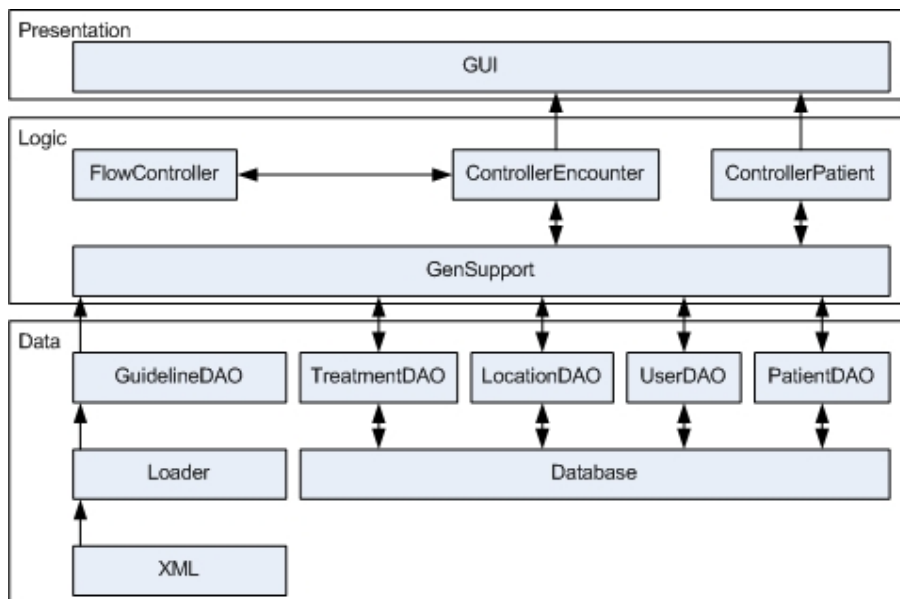 Presentation
GUI
Logic
FlowController
ControllerEncounter
ControllerPatient
GenSupport
Data
GuidelineDAO
TreatmentDAO
LocationDAO
UserDAO
PatientDAO
Loader
Database
XML